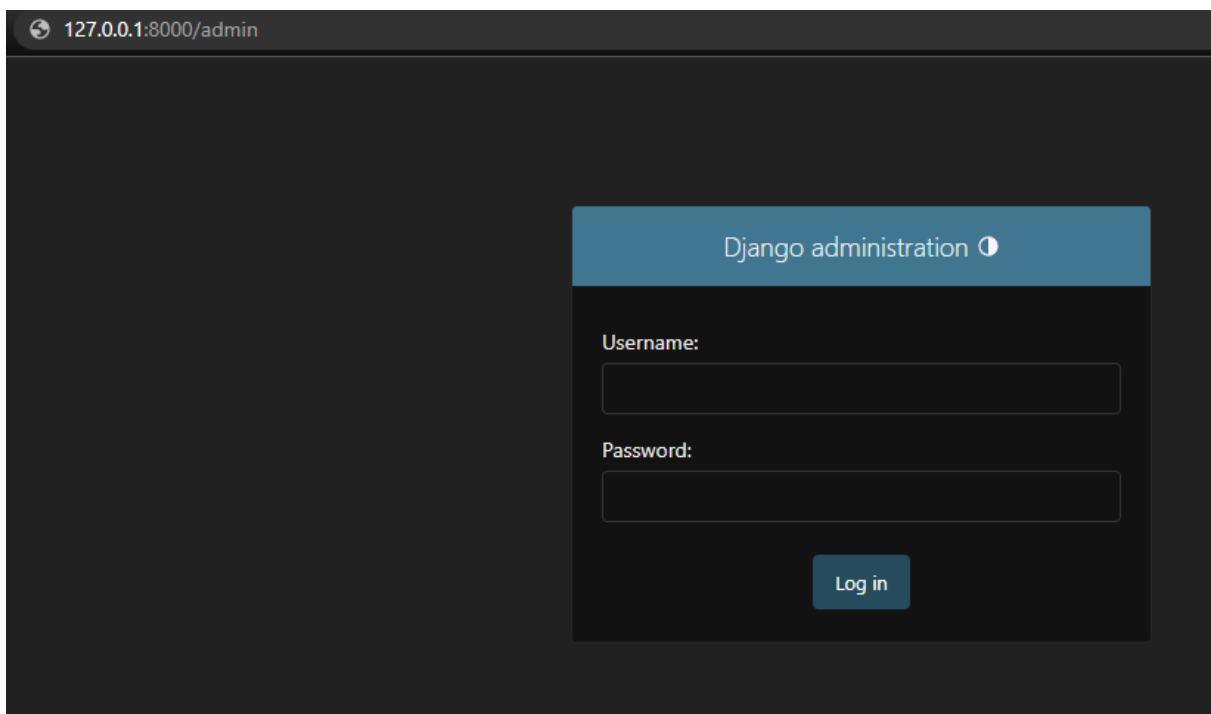 127.0.0.1:8000/admin
Django administration
Username:
Password:
Log in